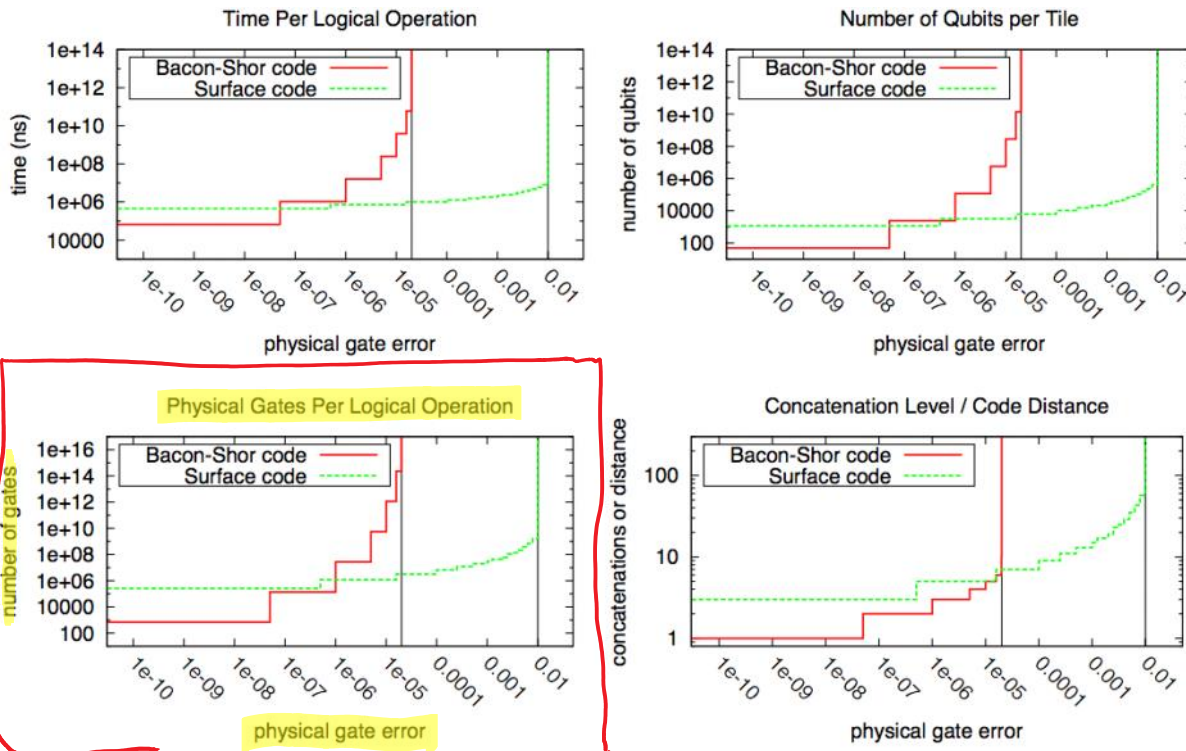 Time Per Logical Operation
time (ns)
1e+14
1e+12
1e+10
1e+08
1e+06
10000
Bacon-Shor code
Surface code
1e-10
1e-09
1e-08
1e-07
1e-06
1e-05
0.0001
0.001
0.01
physical gate error
Number of Qubits per Tile
number of qubits
1e+14
1e+12
1e+10
1e+08
1e+06
10000
100
Bacon-Shor code
Surface code
1e-10
1e-09
1e-08
1e-07
1e-06
1e-05
0.0001
0.001
0.01
physical gate error
Physical Gates Per Logical Operation
number of gates
1e+16
1e+14
1e+12
1e+10
1e+08
1e+06
10000
100
Bacon-Shor code
Surface code
1e-10
1e-09
1e-08
1e-07
1e-06
1e-05
0.0001
0.001
0.01
physical gate error
Concatenation Level / Code Distance
concatenations or distance
100
10
1
Bacon-Shor code
Surface code
1e-10
1e-09
1e-08
1e-07
1e-06
1e-05
0.0001
0.001
0.01
physical gate error